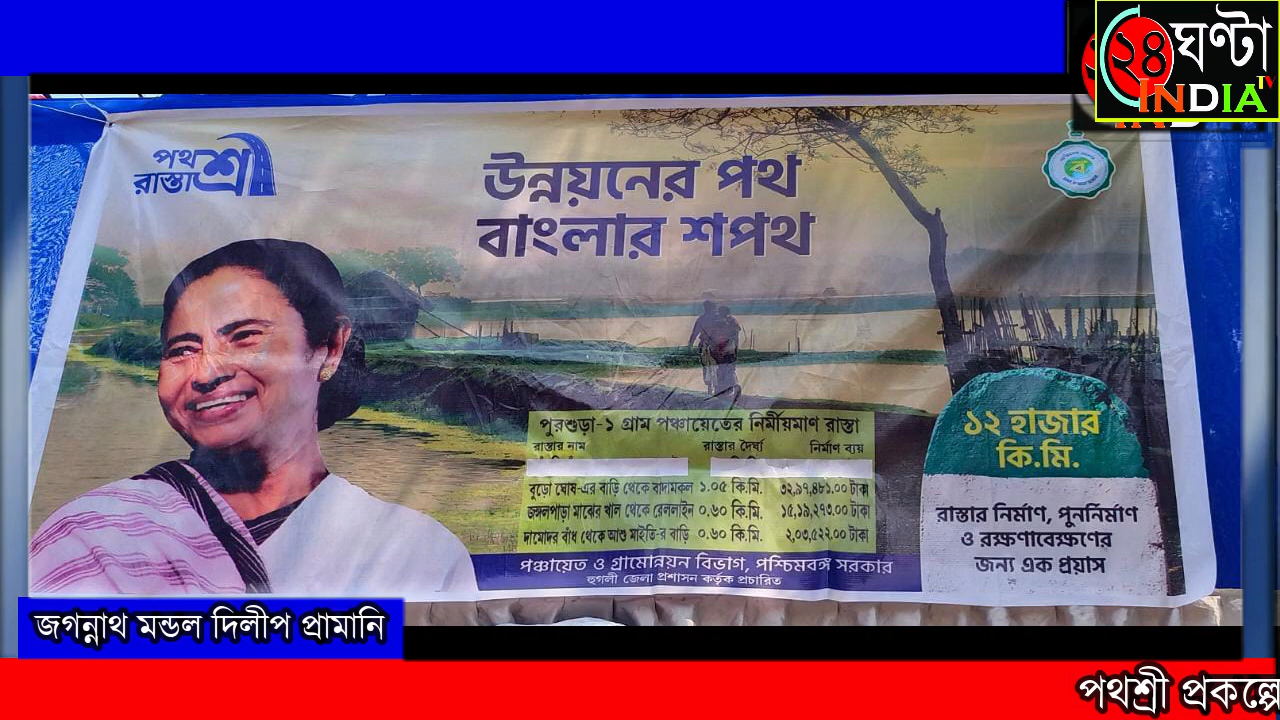 ২৪ ঘণ্টা
TV
INDIA
পথ
রাস্তা শ্রী
উন্নয়নের পথ
বাংলার শপথ
ব
১২ হাজার
কি.মি.
রাস্তার নির্মাণ, পুনর্নির্মাণ
ও রক্ষণাবেক্ষণের
জন্য এক প্রয়াস
পুরশুড়া-১ গ্রাম পঞ্চায়েতের নির্মীয়মাণ রাস্তা
রাস্তার নাম রাস্তার দৈর্ঘ্য নির্মাণ ব্যয়
বুড়ো ঘোষ-এর বাড়ি থেকে বাদামকল ১.০৫ কি.মি. ৩২,৯৭,৪৮১.০০ টাকা
জঙ্গলপাড়া মাঝের খাল থেকে রেললাইন ০.৬০ কি.মি. ১৫,১৯,২৭৩.০০ টাকা
দামোদর বাঁধ থেকে আশু মাইতি-র বাড়ি ০.৬০ কি.মি. ২,০৩,৫২২.০০ টাকা
পঞ্চায়েত ও গ্রামোন্নয়ন বিভাগ, পশ্চিমবঙ্গ সরকার
হুগলী জেলা প্রশাসন কর্তৃক প্রচারিত
জগন্নাথ মন্ডল দিলীপ প্রামানি
পথশ্রী প্রকল্পে